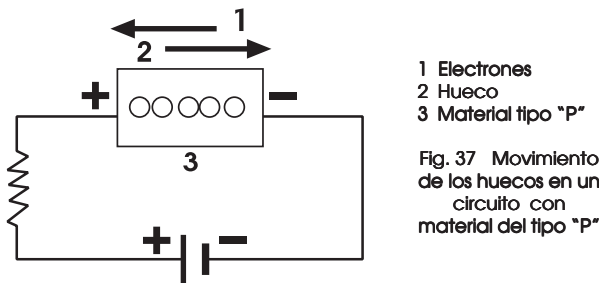 1
2
+ −
3
+ −
1 Electrones
2 Hueco
3 Material tipo "P"
Fig. 37 Movimiento
de los huecos en un
circuito con
material del tipo "P"